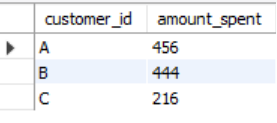 customer_id amount_spent
A 456
B 444
C 216